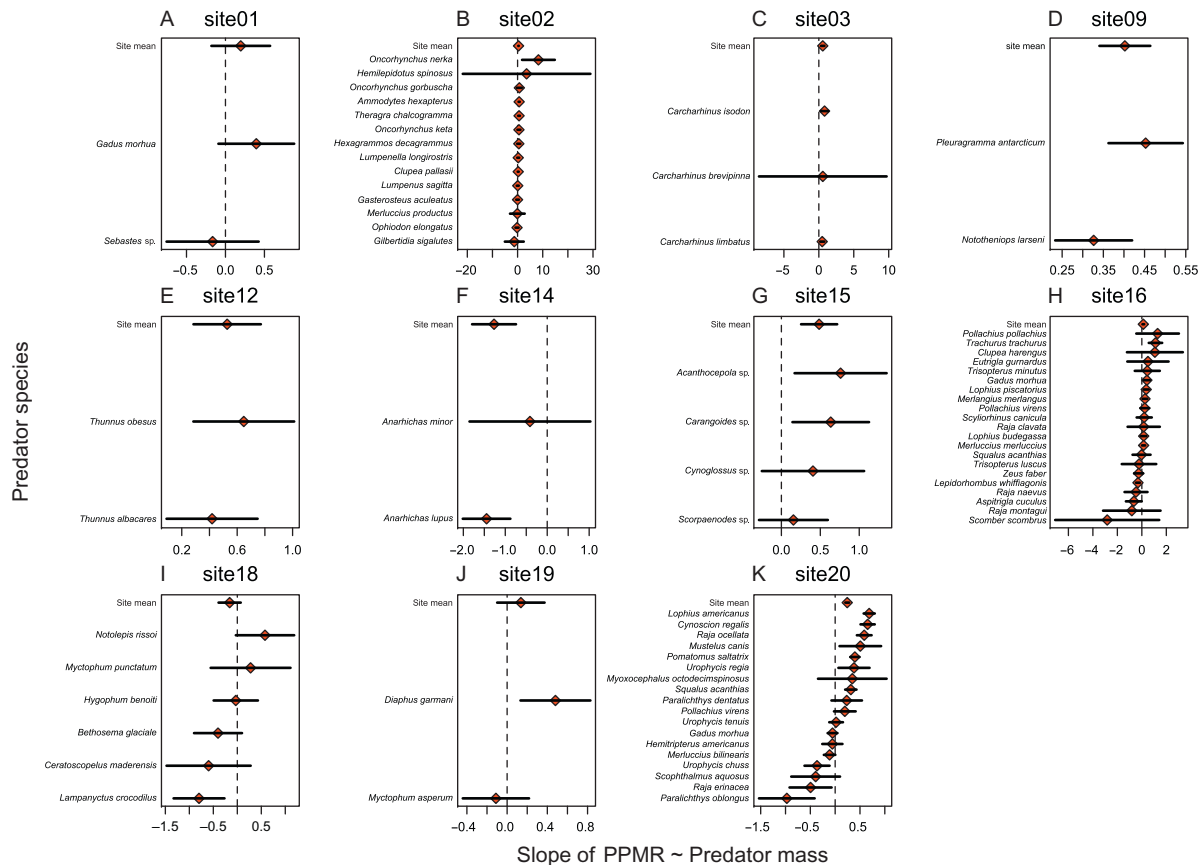 A site01
Site mean
Gadus morhua
Sebastes sp.
−0.5 0.0 0.5
B site02
Site mean
Oncorhynchus nerka
Hemilepidotus spinosus
Oncorhynchus gorbuscha
Ammodytes hexapterus
Theragra chalcogramma
Oncorhynchus keta
Hexagrammos decagrammus
Lumpenella longirostris
Clupea pallasii
Lumpenus sagitta
Gasterosteus aculeatus
Merluccius productus
Ophiodon elongatus
Gilbertidia sigalutes
−20 0 10 30
C site03
Site mean
Carcharhinus isodon
Carcharhinus brevipinna
Carcharhinus limbatus
−5 0 5 10
D site09
site mean
Pleuragramma antarcticum
Nototheniops larseni
0.25 0.35 0.45 0.55
E site12
Site mean
Thunnus obesus
Thunnus albacares
0.2 0.6 1.0
F site14
Site mean
Anarhichas minor
Anarhichas lupus
−2.0 −1.0 0.0 1.0
G site15
Site mean
Acanthocepola sp.
Carangoides sp.
Cynoglossus sp.
Scorpaenodes sp.
0.0 0.5 1.0
H site16
Site mean
Pollachius pollachius
Trachurus trachurus
Clupea harengus
Eutrigla gurnardus
Trisopterus minutus
Gadus morhua
Lophius piscatorius
Merlangius merlangus
Pollachius virens
Scyliorhinus canicula
Raja clavata
Lophius budegassa
Merluccius merluccius
Squalus acanthias
Trisopterus luscus
Zeus faber
Lepidorhombus whiffiagonis
Raja naevus
Aspitrigla cuculus
Raja montagui
Scomber scombrus
−6 −4 −2 0 2
I site18
Site mean
Notolepis rissoi
Myctophum punctatum
Hygophum benoiti
Bethosema glaciale
Ceratoscopelus maderensis
Lampanyctus crocodilus
−1.5 −0.5 0.5
J site19
Site mean
Diaphus garmani
Myctophum asperum
−0.4 0.0 0.4 0.8
K site20
Site mean
Lophius americanus
Cynoscion regalis
Raja ocellata
Mustelus canis
Pomatomus saltatrix
Urophycis regia
Myoxocephalus octodecimspinosus
Squalus acanthias
Paralichthys dentatus
Pollachius virens
Urophycis tenuis
Gadus morhua
Hemitripterus americanus
Merluccius bilinearis
Urophycis chuss
Scophthalmus aquosus
Raja erinacea
Paralichthys oblongus
−1.5 −0.5 0.5
Predator species
Slope of PPMR ~ Predator mass